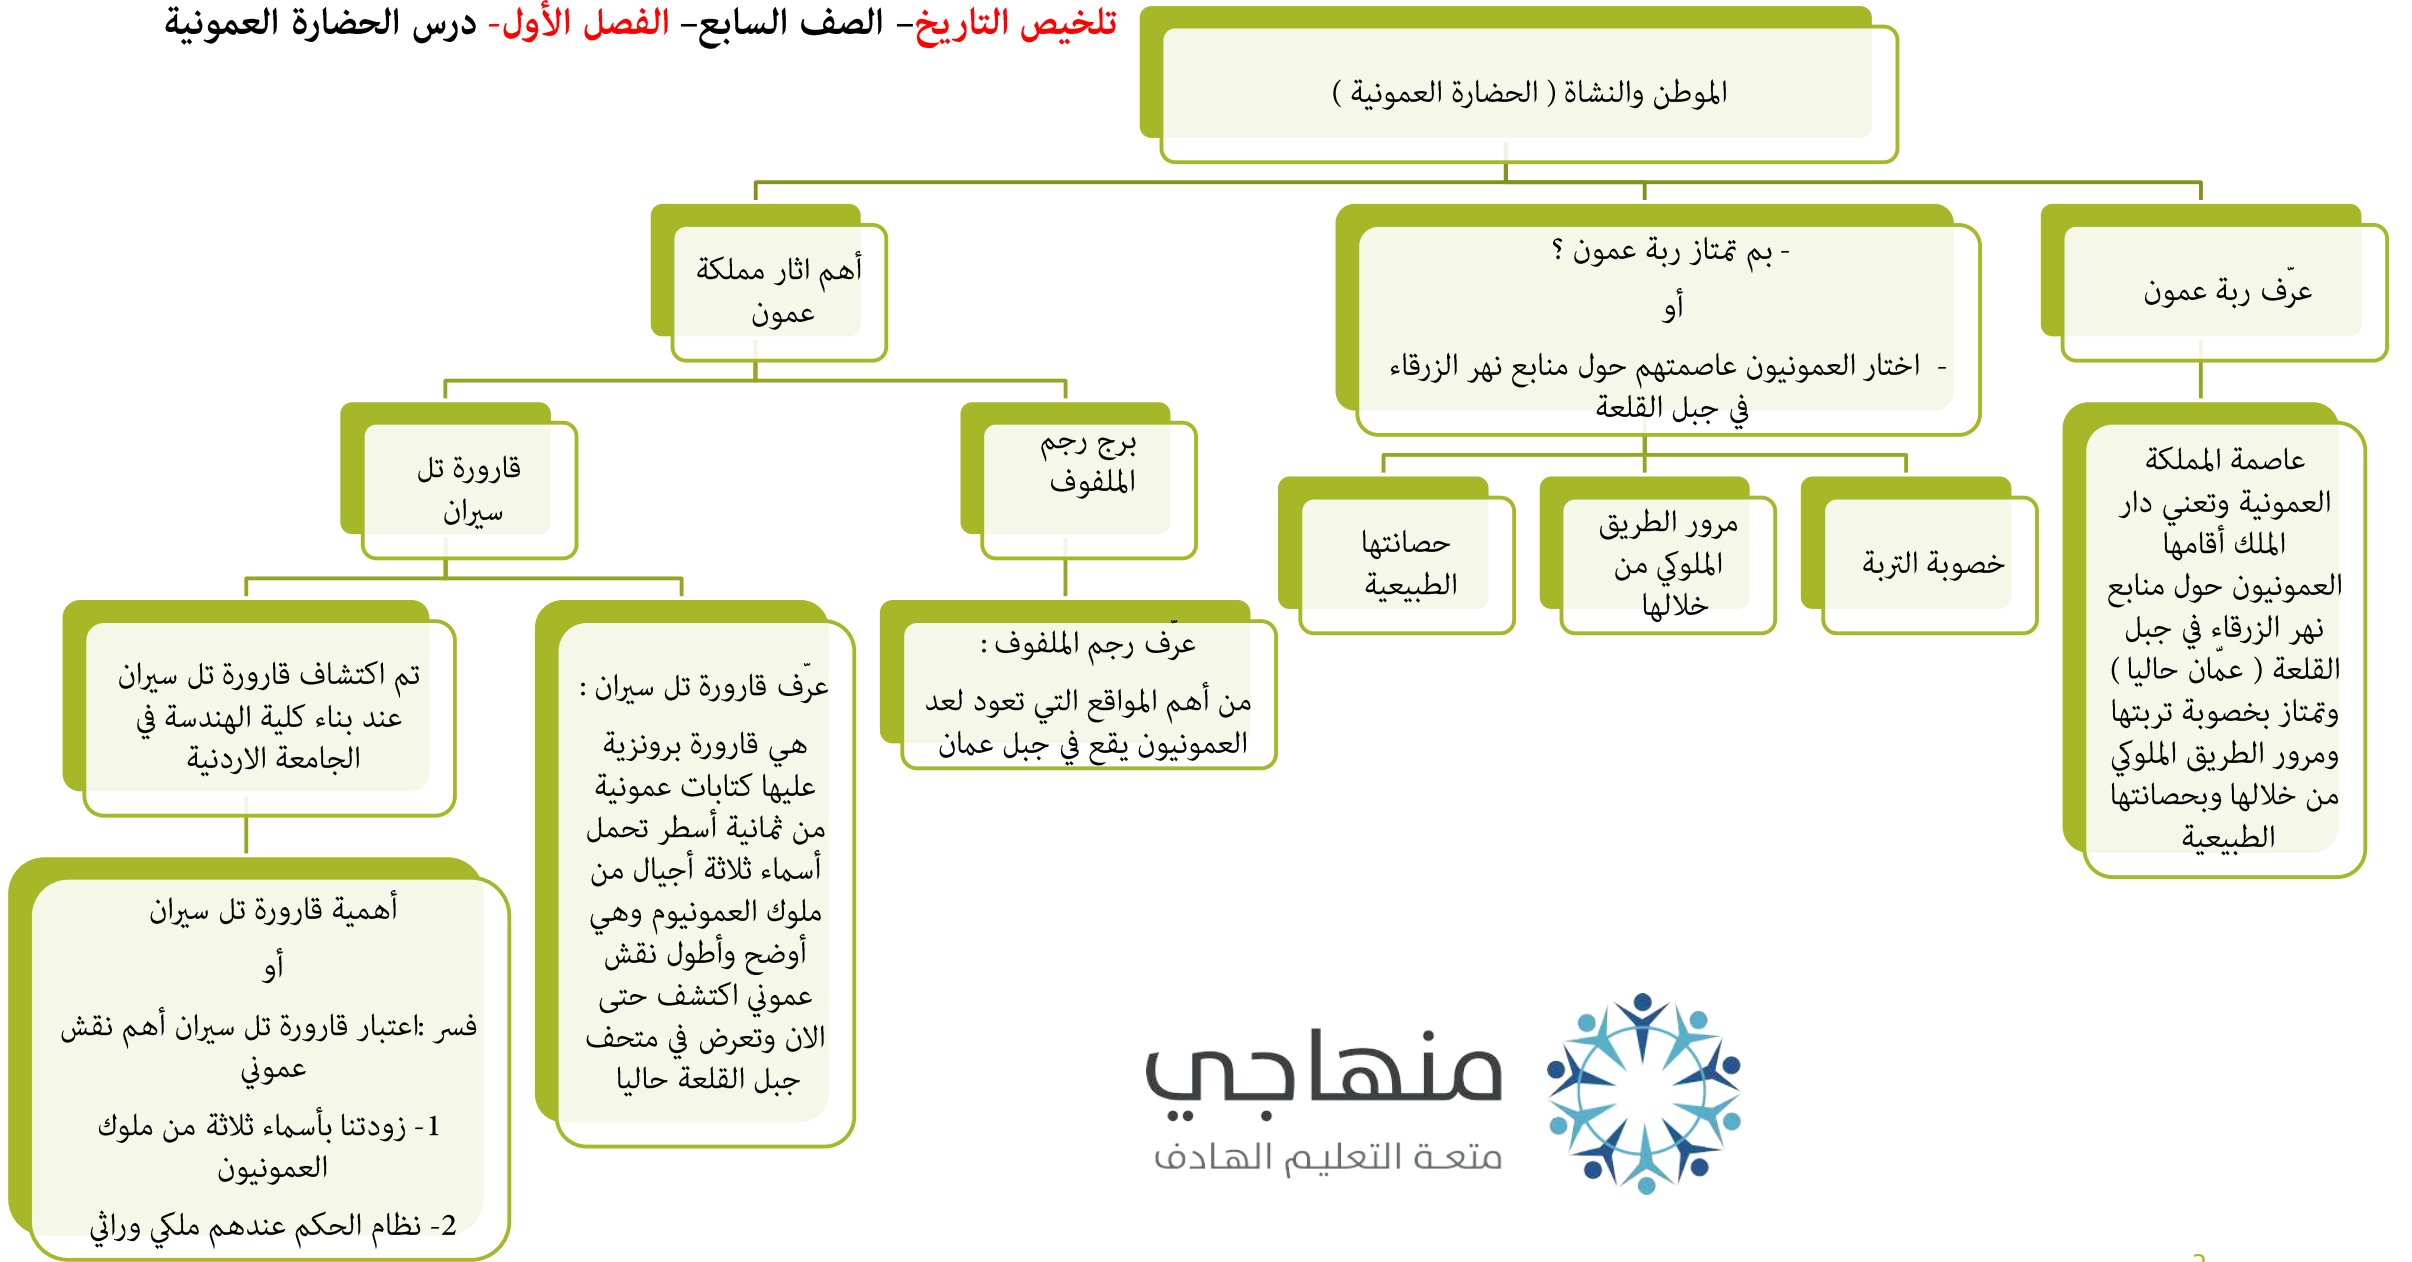 تلخيص التاريخ– الصف السابع– الفصل الأول- درس الحضارة العمونية
الموطن والنشاة ( الحضارة العمونية )
عرّف ربة عمون
عاصمة المملكة
العمونية وتعني دار
الملك أقامها
العمونيون حول منابع
نهر الزرقاء في جبل
القلعة ( عمّان حاليا )
وتمتاز بخصوبة تربتها
ومرور الطريق الملوكي
من خلالها وبحصانتها
الطبيعية
- بم تمتاز ربة عمون ؟
أو
- اختار العمونيون عاصمتهم حول منابع نهر الزرقاء
في جبل القلعة
خصوبة التربة
مرور الطريق
الملوكي من
خلالها
حصانتها
الطبيعية
أهم اثار مملكة
عمون
برج رجم
الملفوف
عرّف رجم الملفوف :
من أهم المواقع التي تعود لعد
العمونيون يقع في جبل عمان
قارورة تل
سيران
عرّف قارورة تل سيران :
هي قارورة برونزية
عليها كتابات عمونية
من ثمانية أسطر تحمل
أسماء ثلاثة أجيال من
ملوك العمونيوم وهي
أوضح وأطول نقش
عموني اكتشف حتى
الان وتعرض في متحف
جبل القلعة حاليا
تم اكتشاف قارورة تل سيران
عند بناء كلية الهندسة في
الجامعة الاردنية
أهمية قارورة تل سيران
أو
فسر :اعتبار قارورة تل سيران أهم نقش
عموني
1- زودتنا بأسماء ثلاثة من ملوك
العمونيون
2- نظام الحكم عندهم ملكي وراثي
منهاجي
متعة التعليم الهادف